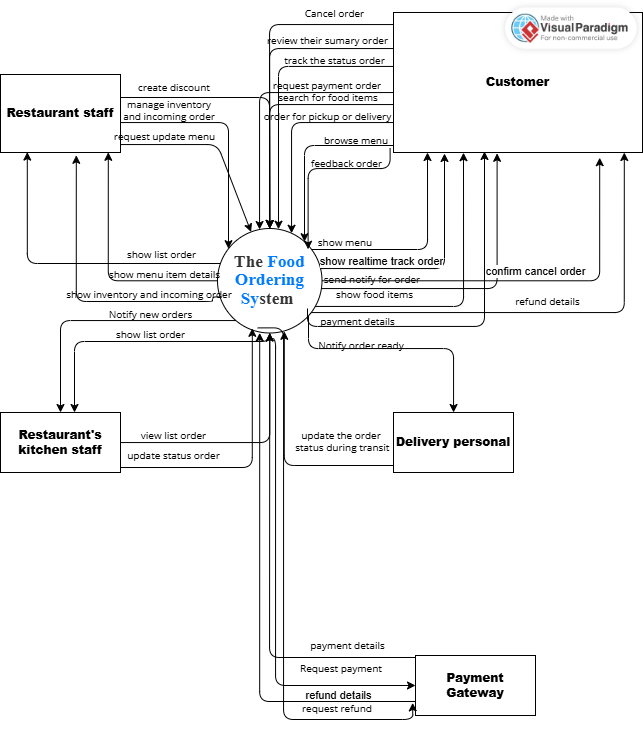 Cancel order
Made with
VisualParadigm
For non-commercial use
review their sumary order
track the status order
Customer
create discount
request payment order
search for food items
Restaurant staff
manage inventory
and incoming order
order for pickup or delivery
request update menu
browse menu
feedback order
show menu
show list order
The Food
Ordering
System
show realtime track order
show menu item details
send notify for order
confirm cancel order
show inventory and incoming order
show food items
refund details
Notify new orders
payment details
show list order
Notify order ready
Restaurant's
kitchen staff
view list order
update status order
update the order
status during transit
Delivery personal
payment details
Request payment
refund details
request refund
Payment
Gateway